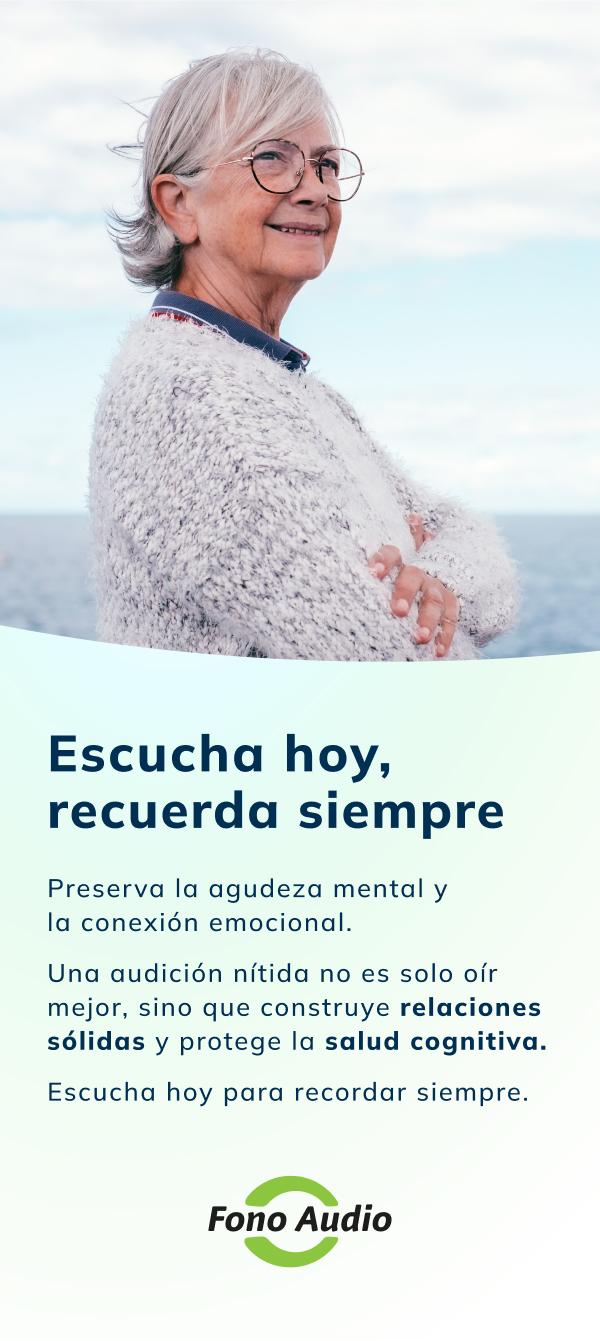 Escucha hoy,
recuerda siempre
Preserva la agudeza mental y
la conexión emocional.
Una audición nítida no es solo oír
mejor, sino que construye relaciones
sólidas y protege la salud cognitiva.
Escucha hoy para recordar siempre.
Fono Audio